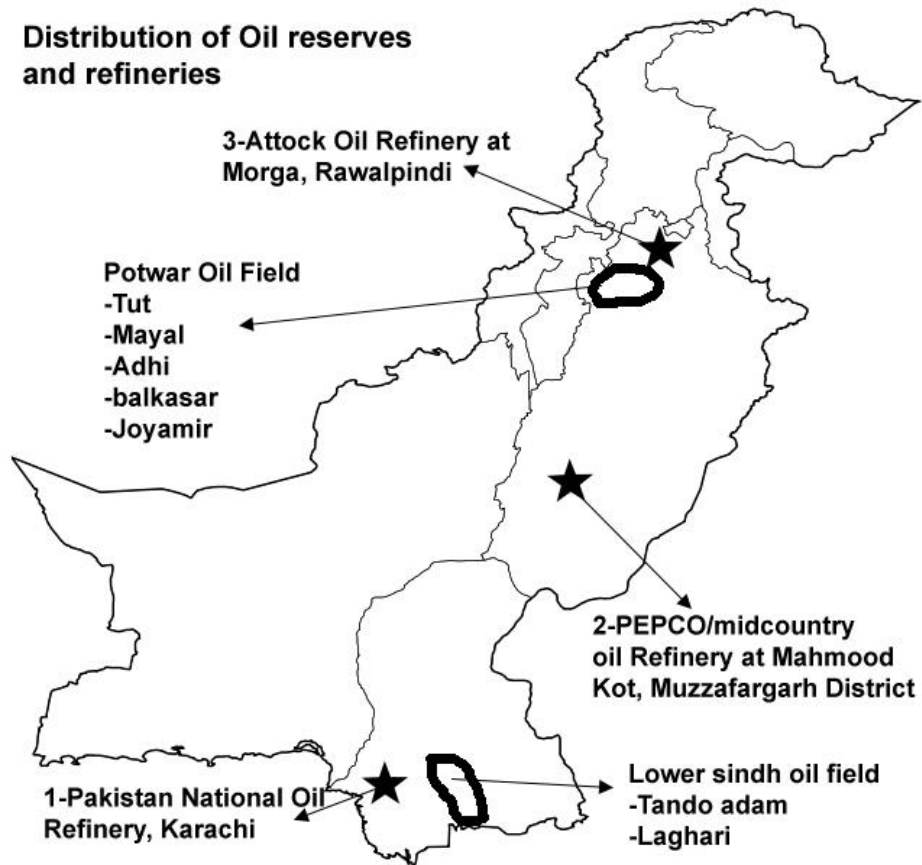 Distribution of Oil reserves
and refineries
3-Attock Oil Refinery at
Morga, Rawalpindi
Potwar Oil Field
-Tut
-Mayal
-Adhi
-balkasar
-Joyamir
2-PEPCO/midcountry
oil Refinery at Mahmood
Kot, Muzzafargarh District
1-Pakistan National Oil
Refinery, Karachi
Lower sindh oil field
-Tando adam
-Laghari